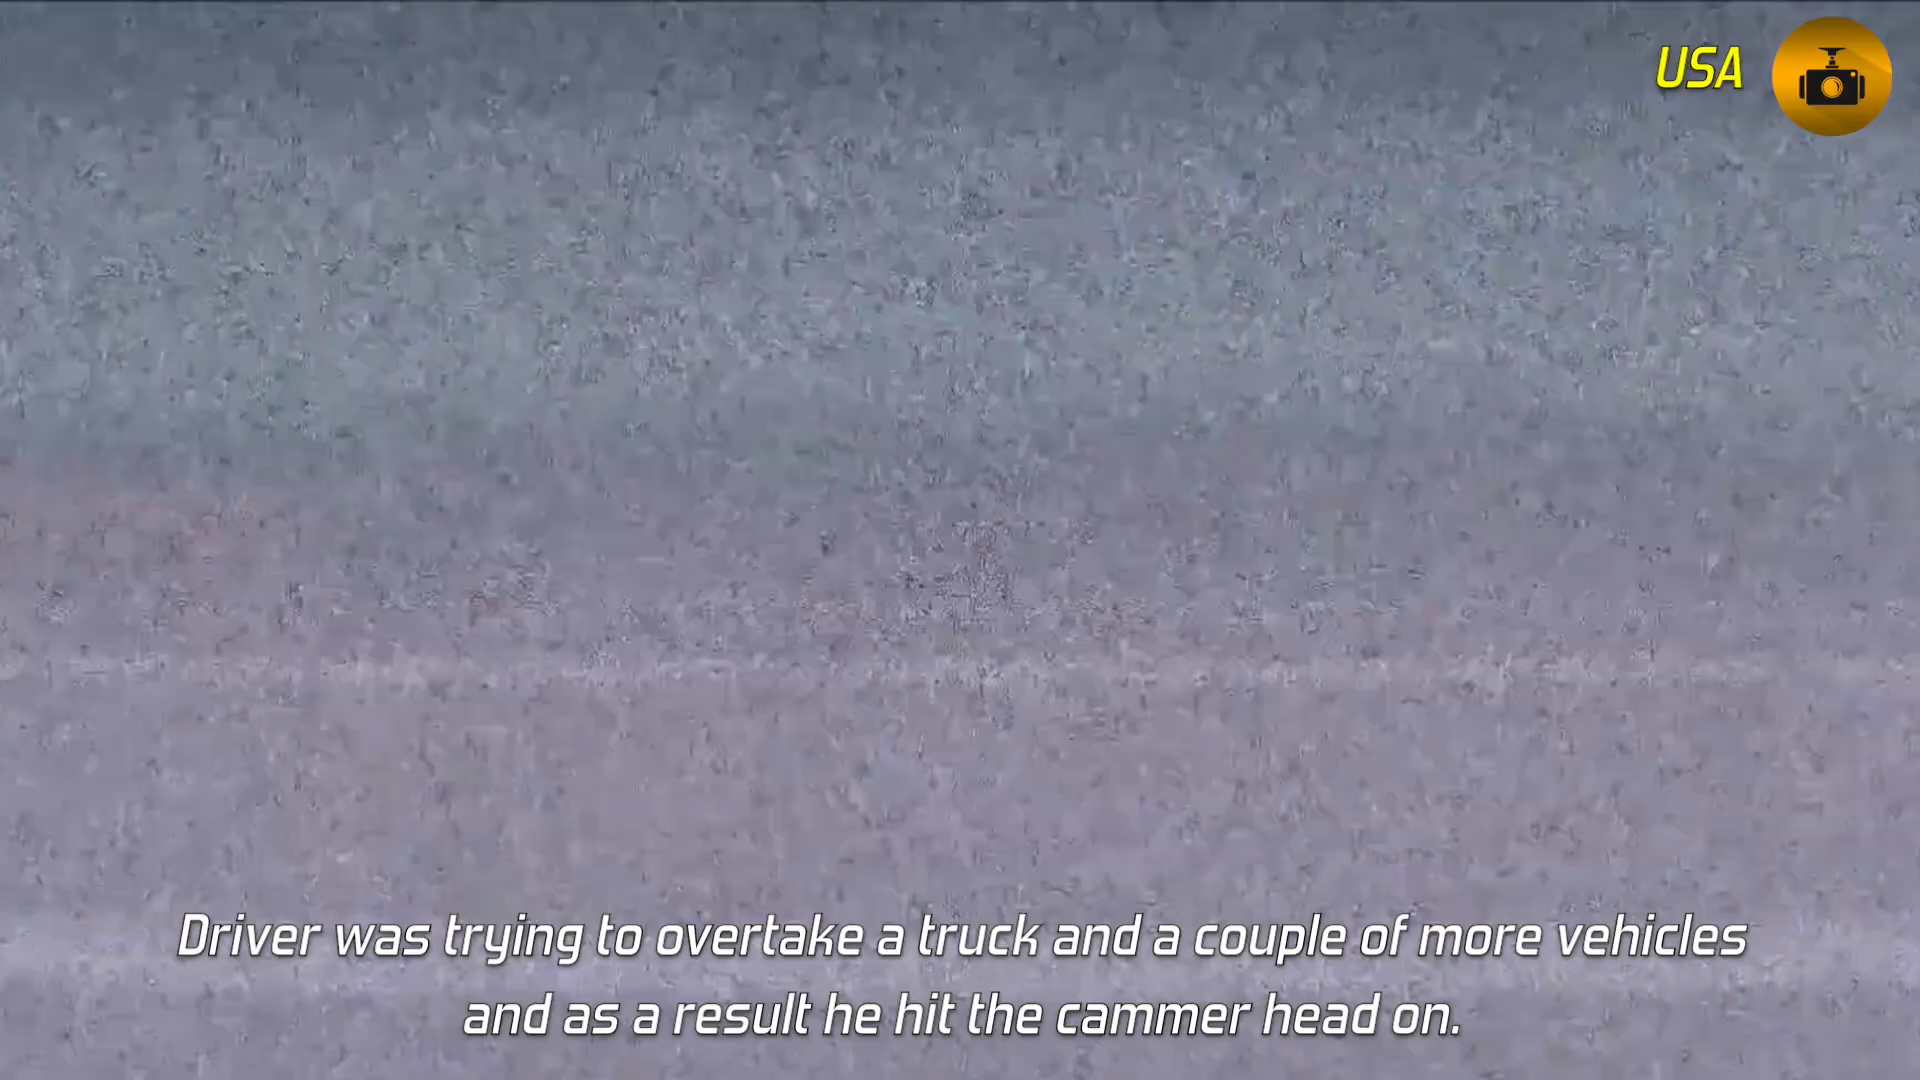 USA
Driver was trying to overtake a truck and a couple of more vehicles
and as a result he hit the cammer head on.